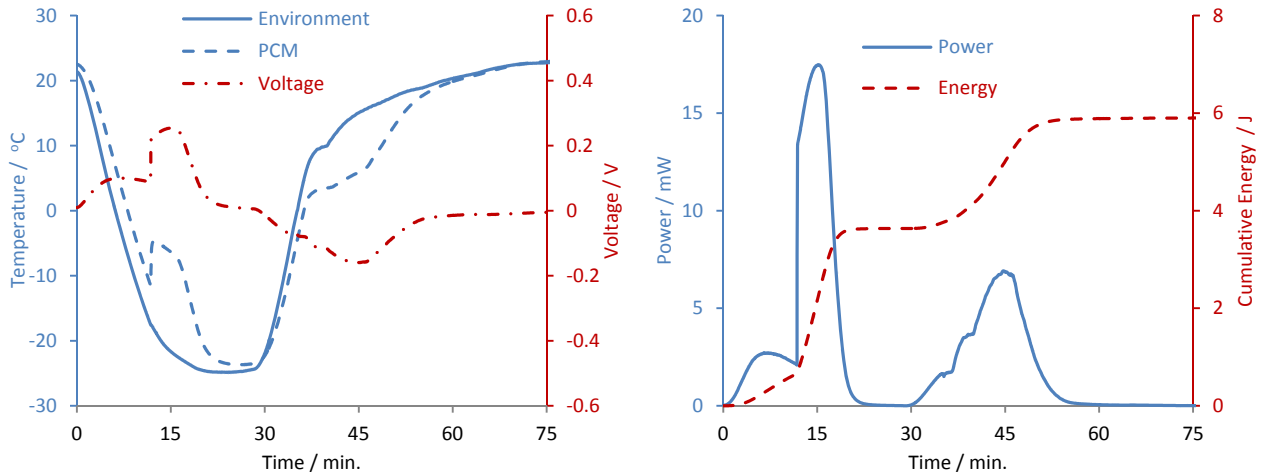 Environment
PCM
Voltage
Temperature / °C
30
20
10
0
-10
-20
-30
0.6
0.4
0.2
0
-0.2
-0.4
-0.6
Voltage / V
0 15 30 45 60 75
Time / min.
Power
Energy
Power / mW
20
15
10
5
0
8
6
4
2
0
Cumulative Energy / J
0 15 30 45 60 75
Time / min.